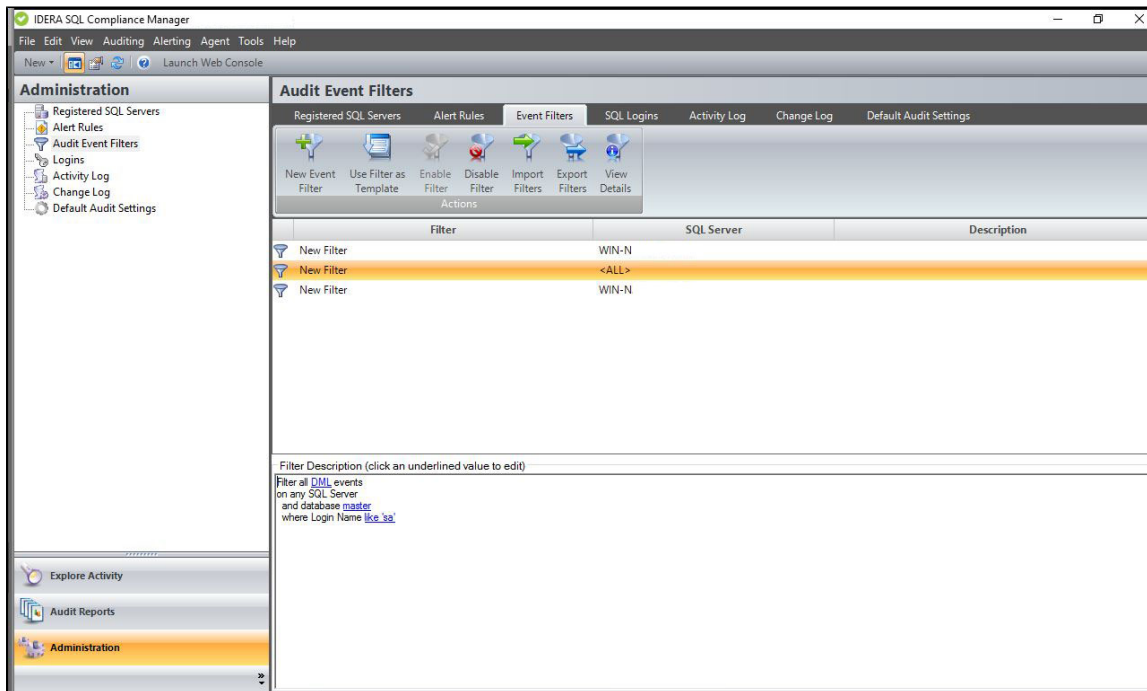 IDERA SQL Compliance Manager
File Edit View Auditing Alerting Agent Tools Help
New Launch Web Console
Administration
Registered SQL Servers
Alert Rules
Audit Event Filters
Logins
Activity Log
Change Log
Default Audit Settings
Explore Activity
Audit Reports
Administration
Audit Event Filters
Registered SQL Servers Alert Rules Event Filters SQL Logins Activity Log Change Log Default Audit Settings
New Event Filter
Use Filter as Template
Enable Filter
Disable Filter
Import Filters
Export Filters
View Details
Actions
Filter SQL Server Description
New Filter WIN-N
New Filter <ALL>
New Filter WIN-N
Filter Description (click an underlined value to edit)
Filter all DML events
on any SQL Server
and database master
where Login Name like 'sa'